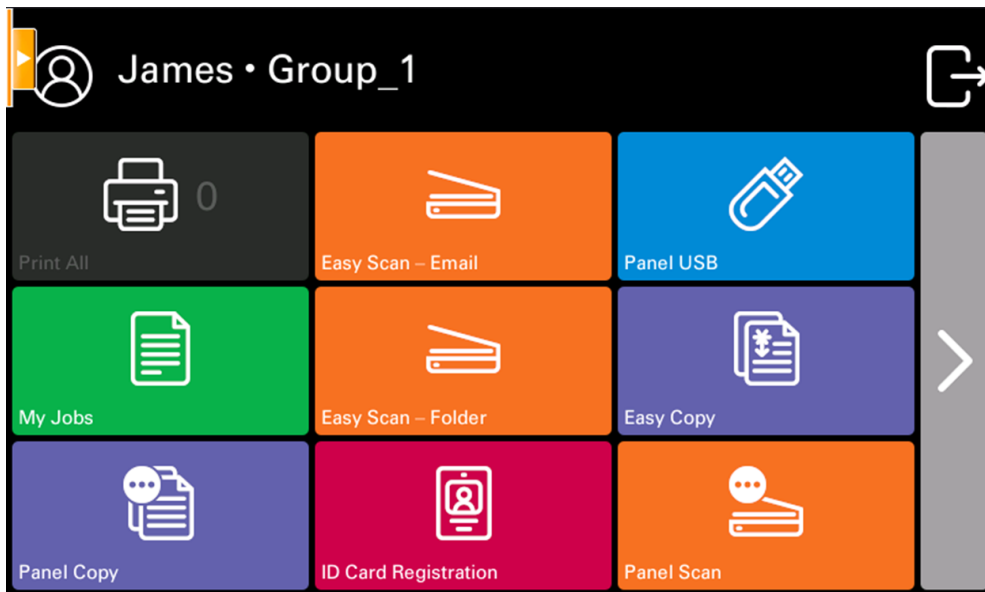 James • Group_1
0
Print All
Easy Scan – Email
Panel USB
My Jobs
Easy Scan – Folder
Easy Copy
Panel Copy
ID Card Registration
Panel Scan